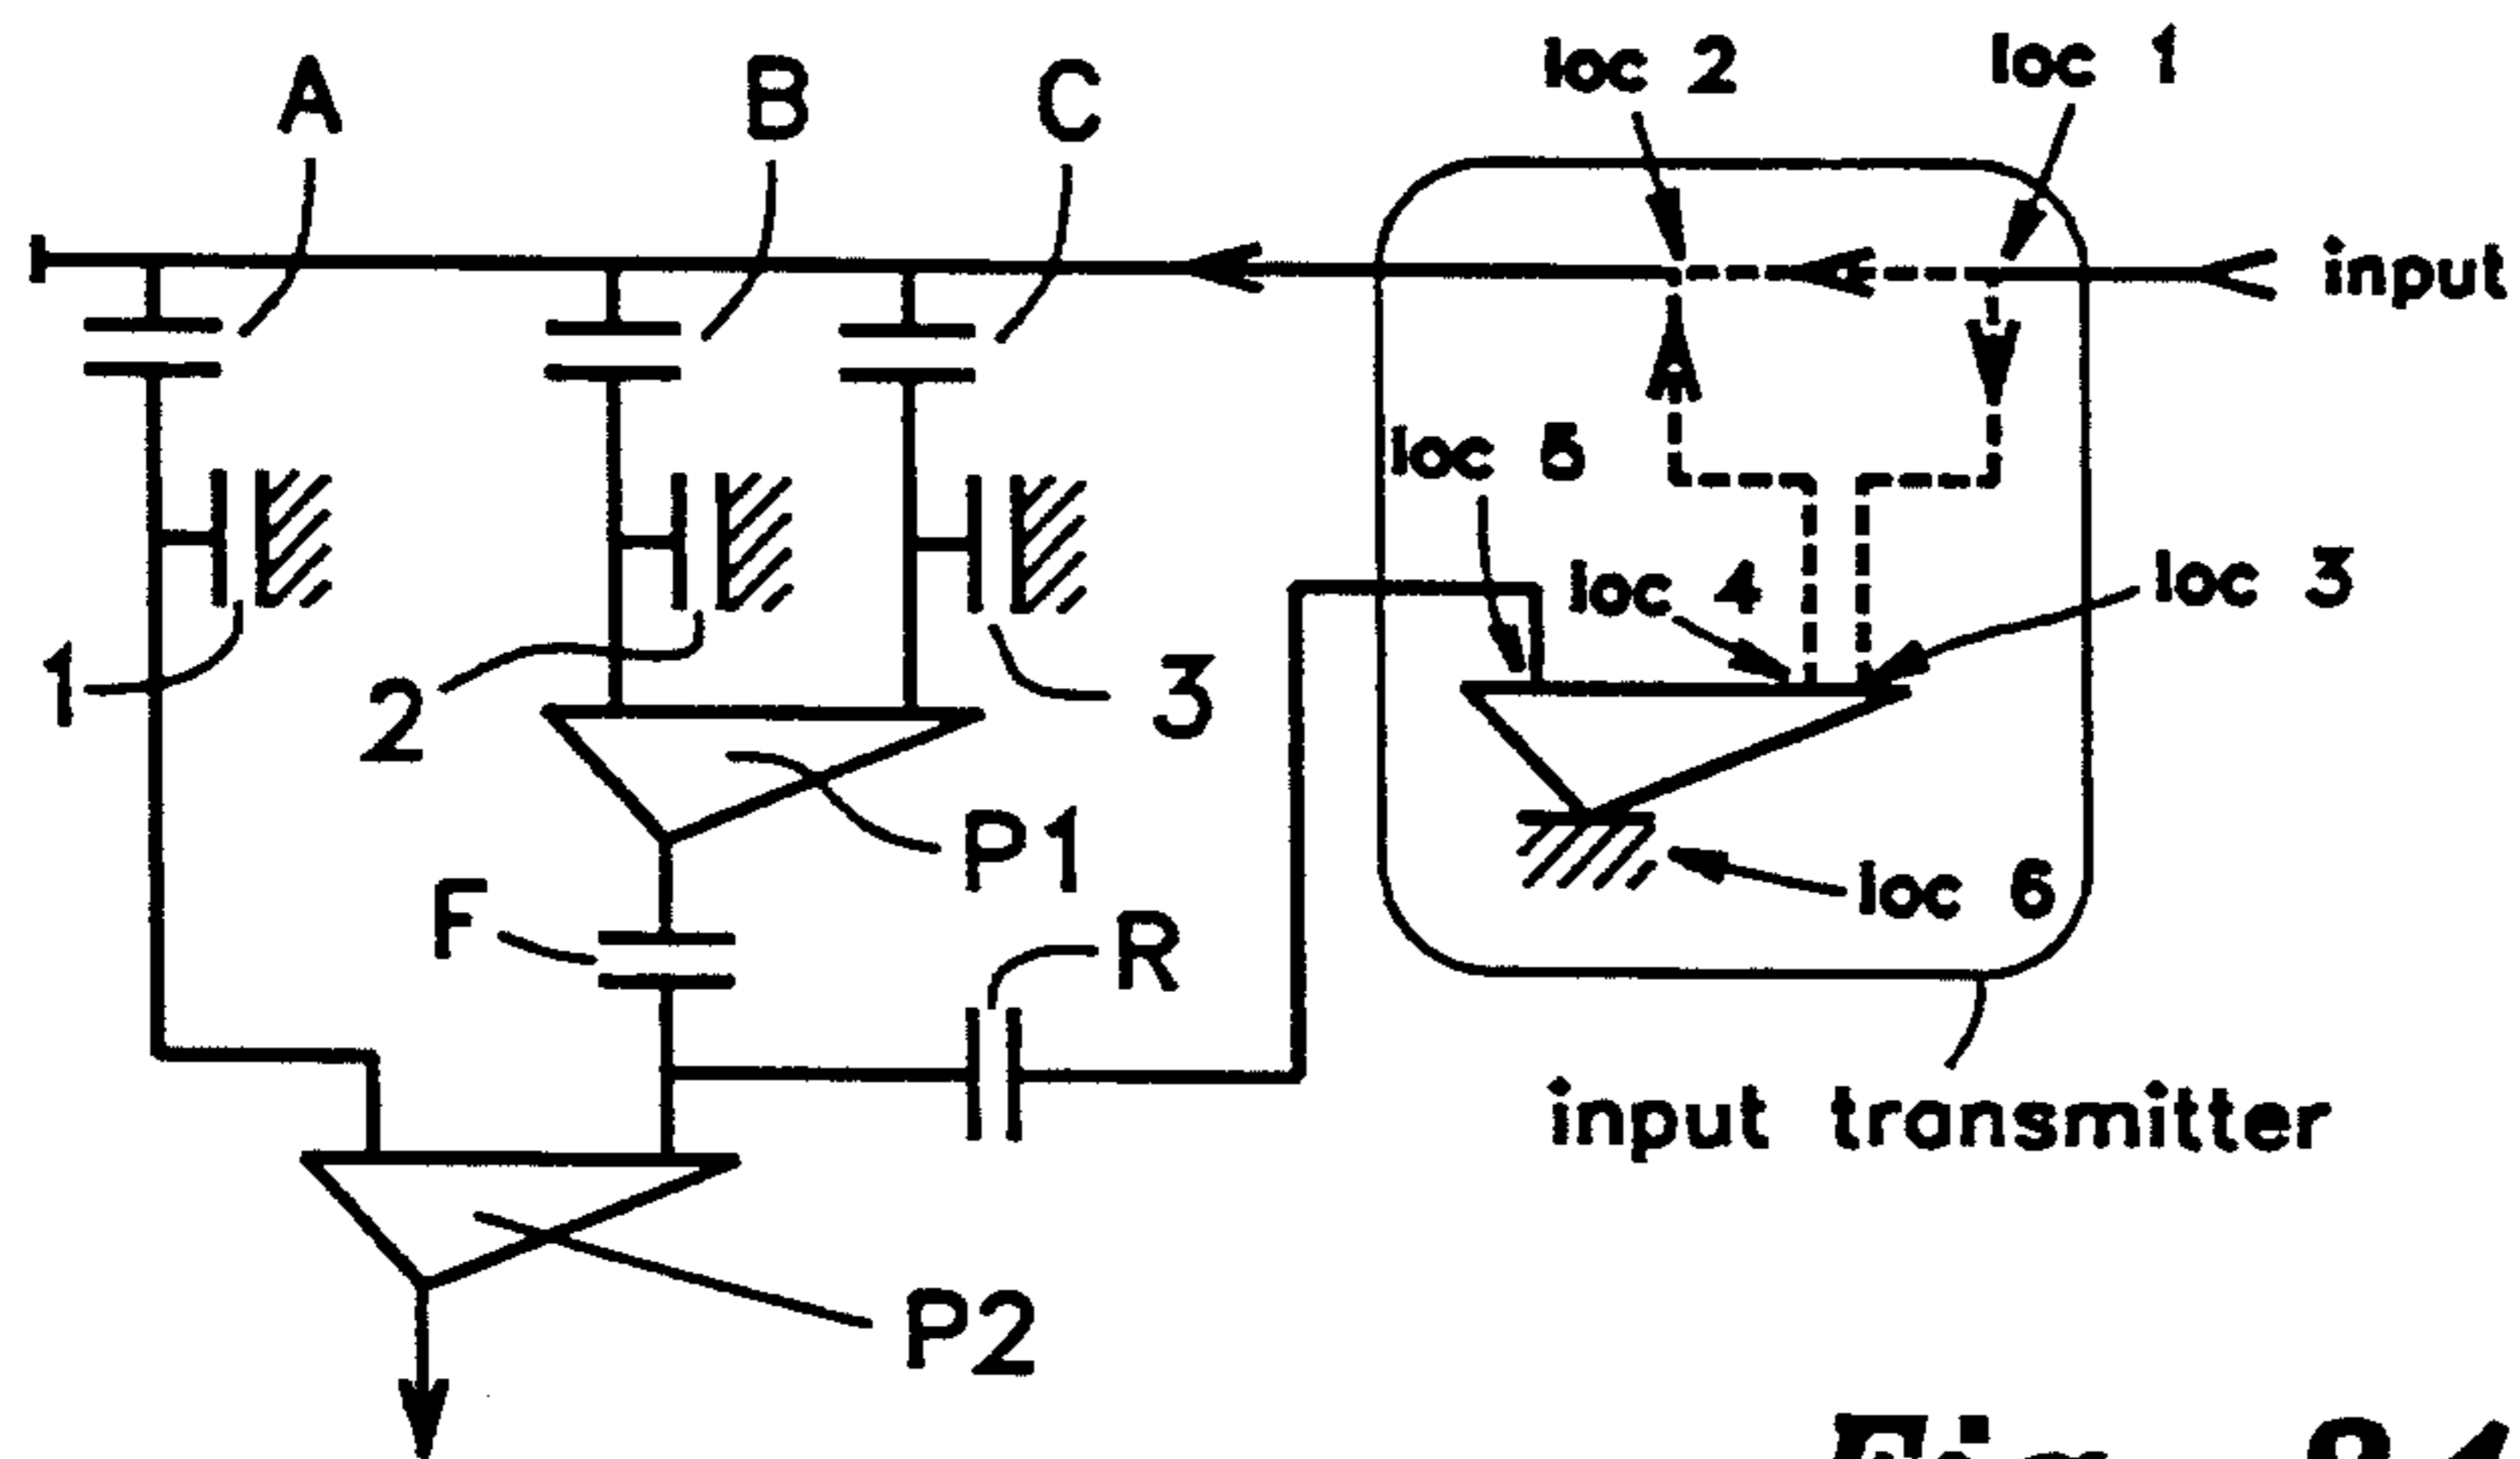 A
B
C
loc 2
loc 1
input
loc 5
loc 4
loc 3
1
2
3
P1
loc 6
F
R
input transmitter
P2